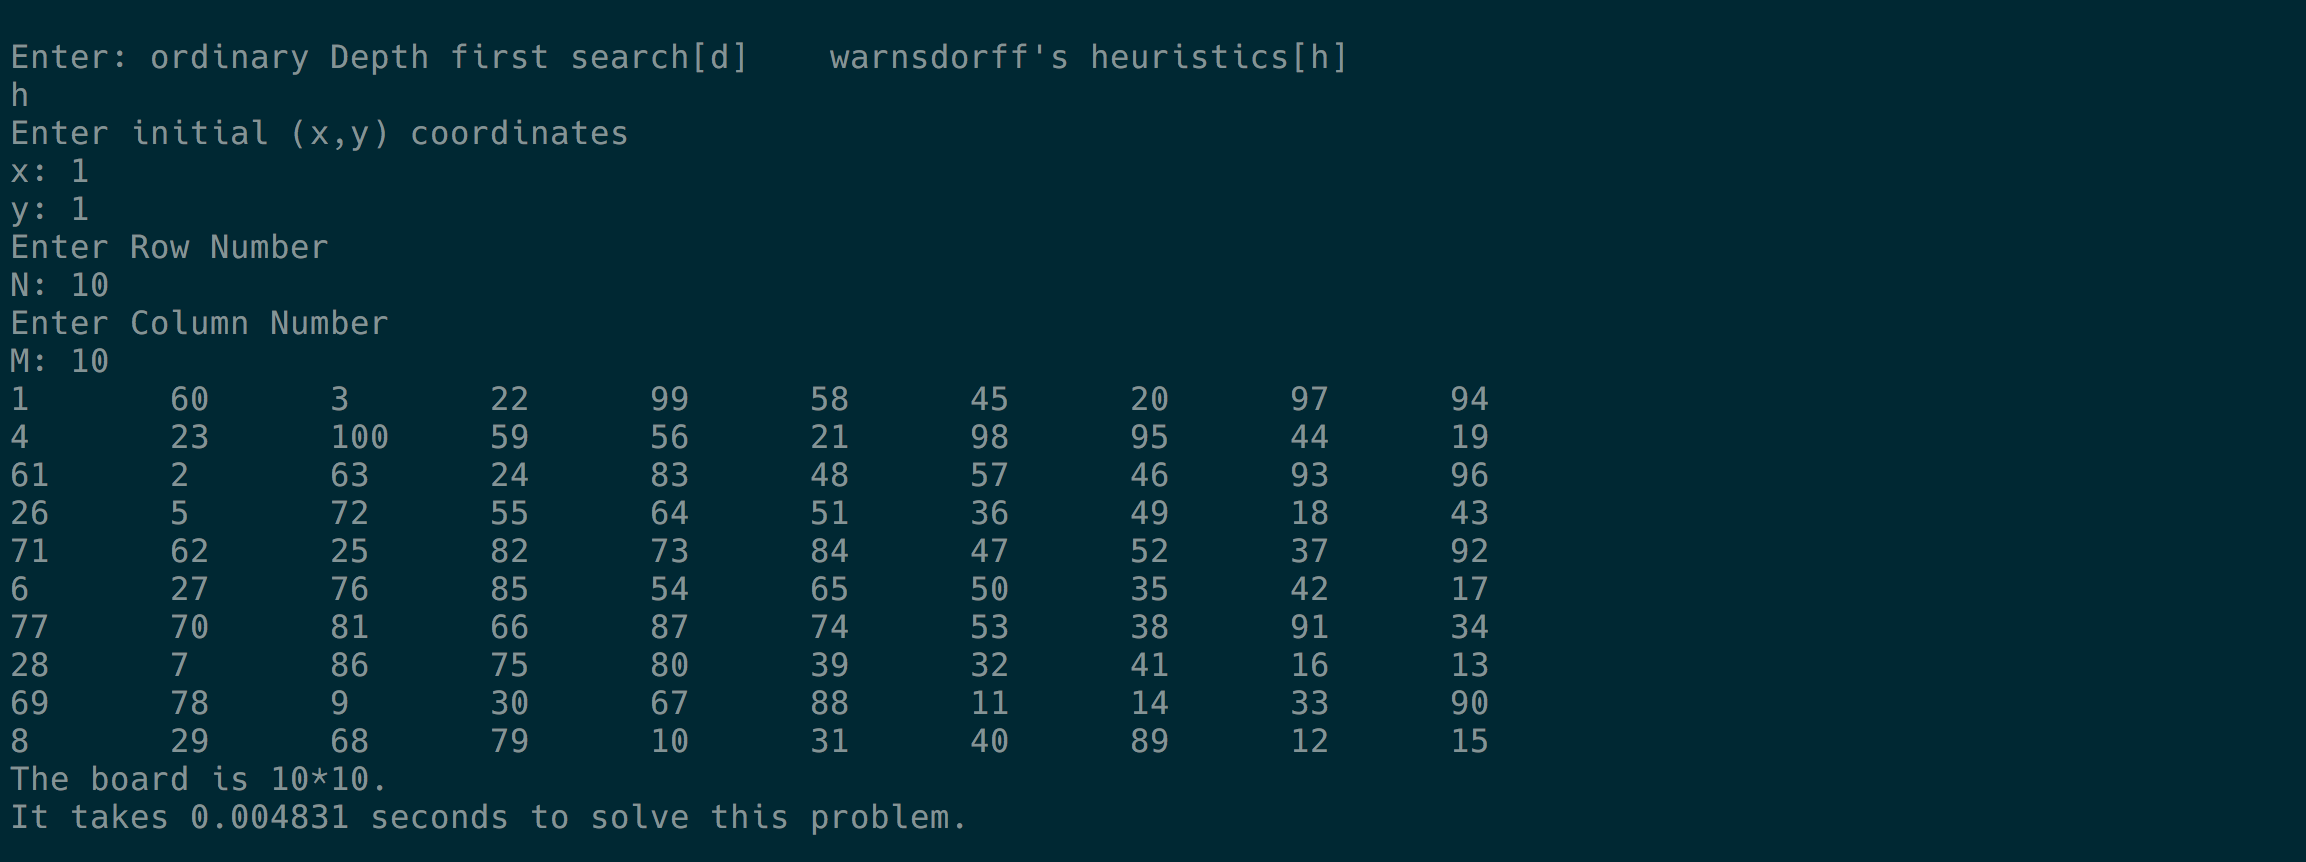 Enter: ordinary Depth first search[d]    warnsdorff's heuristics[h]
h
Enter initial (x,y) coordinates
x: 1
y: 1
Enter Row Number
N: 10
Enter Column Number
M: 10
1	60	3	22	99	58	45	20	97	94
4	23	100	59	56	21	98	95	44	19
61	2	63	24	83	48	57	46	93	96
26	5	72	55	64	51	36	49	18	43
71	62	25	82	73	84	47	52	37	92
6	27	76	85	54	65	50	35	42	17
77	70	81	66	87	74	53	38	91	34
28	7	86	75	80	39	32	41	16	13
69	78	9	30	67	88	11	14	33	90
8	29	68	79	10	31	40	89	12	15
The board is 10*10.
It takes 0.004831 seconds to solve this problem.